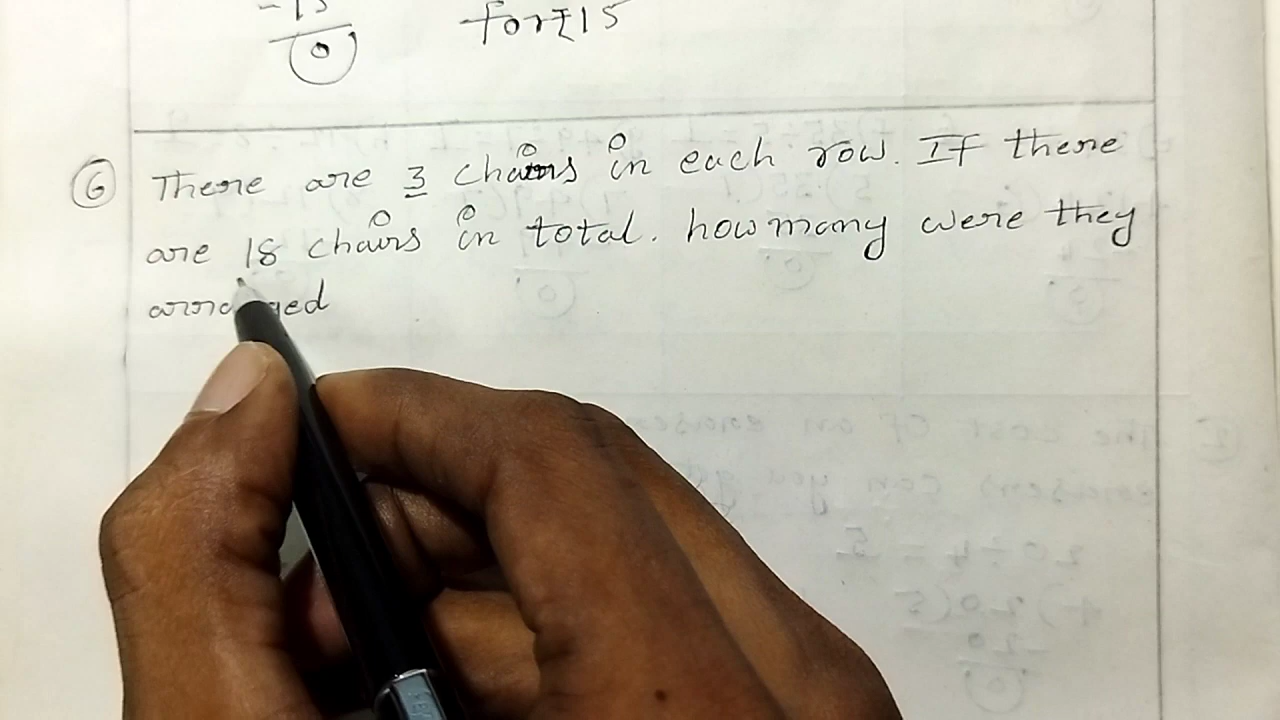 -15
0
for ₹15
6 There are 3 chairs in each row. If there
are 18 chairs in total. how many were they
arranged